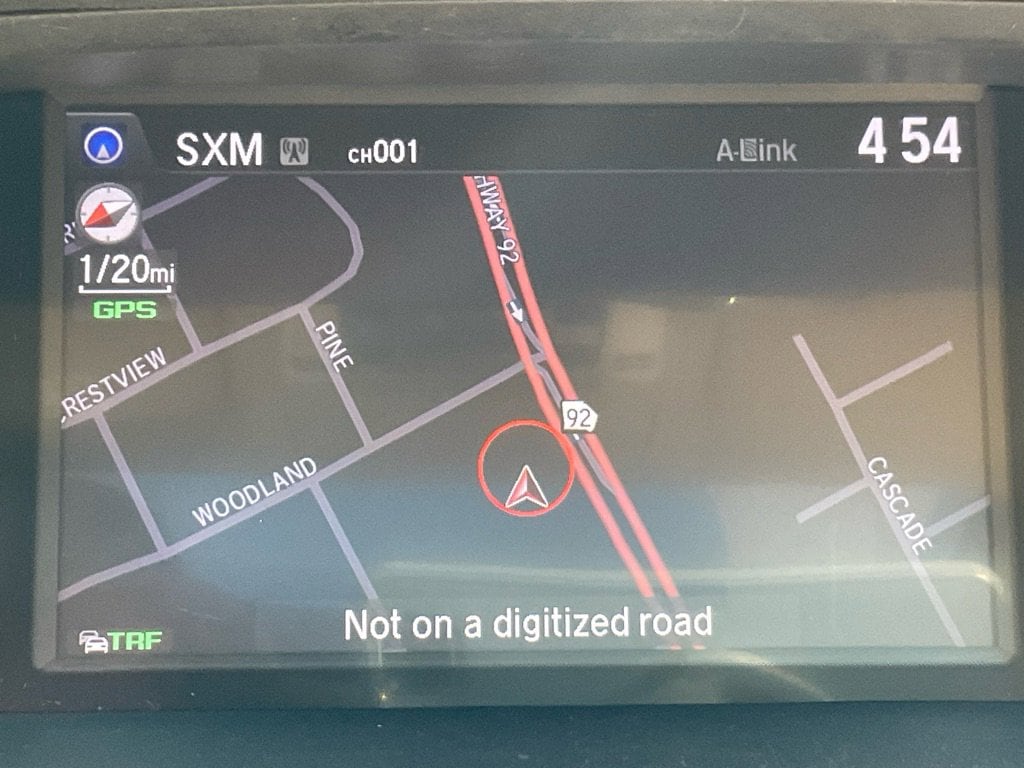 SXM CH001 A-Link 4 54
HWAY 92
1/20mi
GPS
PINE
RESTVIEW
92
WOODLAND
CASCADE
Not on a digitized road
TRF